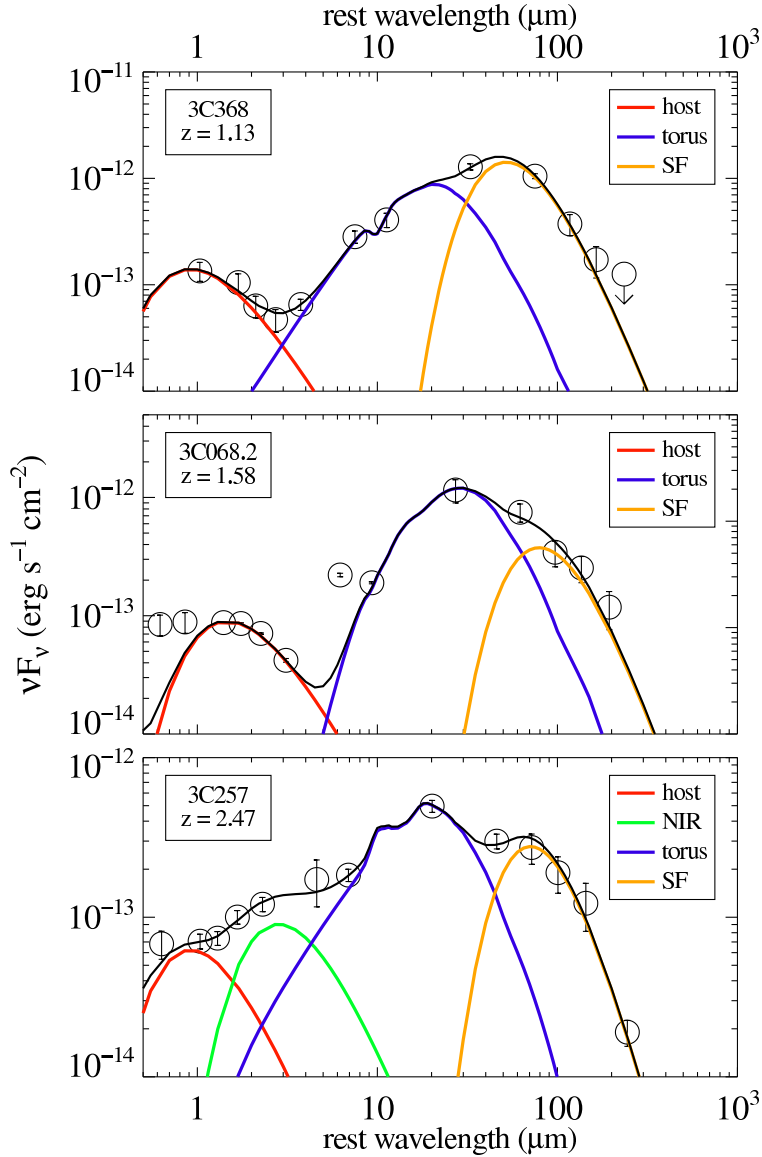 rest wavelength (μm)
1 10 100 10³
10⁻¹¹
10⁻¹²
10⁻¹³
10⁻¹⁴
3C368
z = 1.13
host
torus
SF
νFν (erg s⁻¹ cm⁻²)
10⁻¹²
10⁻¹³
10⁻¹⁴
3C068.2
z = 1.58
host
torus
SF
10⁻¹²
10⁻¹³
10⁻¹⁴
3C257
z = 2.47
host
NIR
torus
SF
1 10 100 10³
rest wavelength (μm)